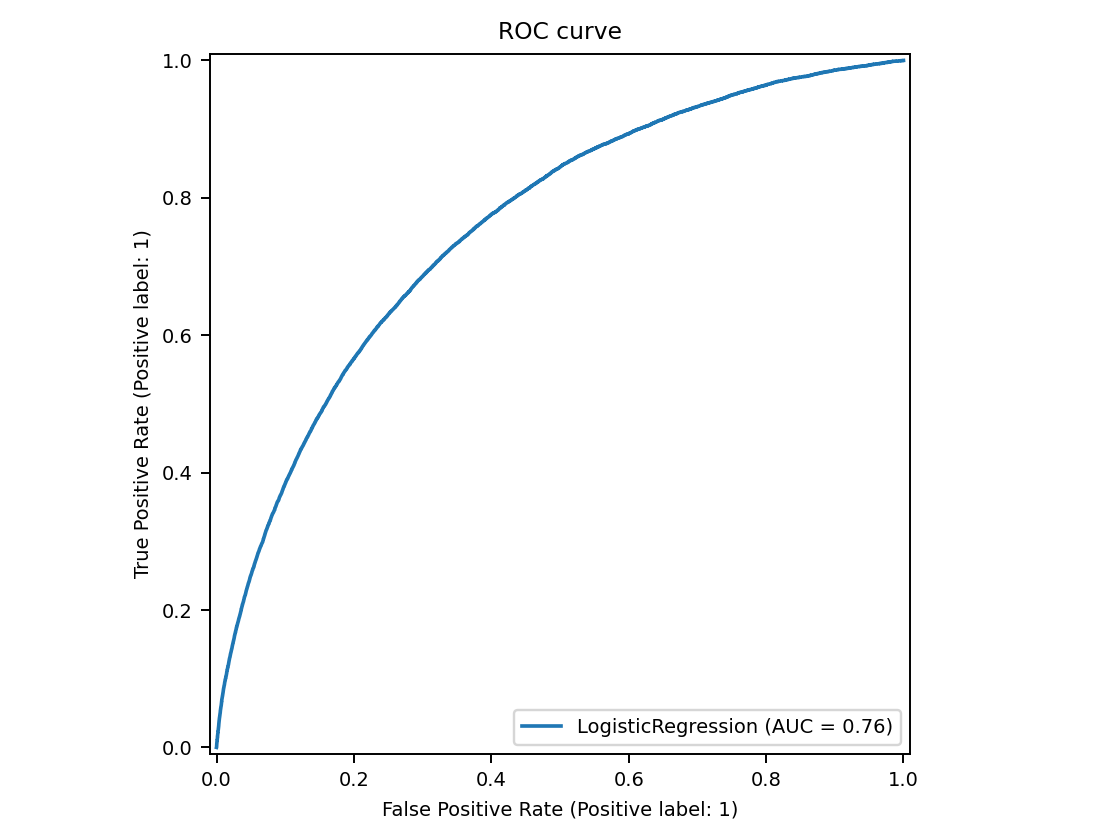 ROC curve
True Positive Rate (Positive label: 1)
1.0
0.8
0.6
0.4
0.2
0.0
LogisticRegression (AUC = 0.76)
0.0 0.2 0.4 0.6 0.8 1.0
False Positive Rate (Positive label: 1)